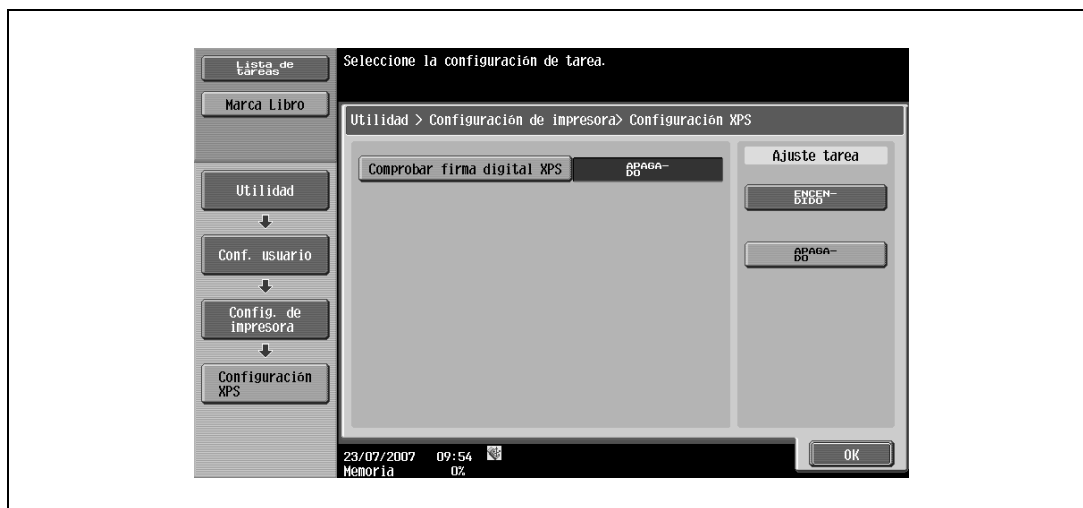 Lista de
tareas
Seleccione la configuración de tarea.
Marca Libro
Utilidad > Configuración de impresora> Configuración XPS
Comprobar firma digital XPS
APAGA-
DO
Ajuste tarea
ENCEN-
DIDO
APAGA-
DO
Utilidad
Conf. usuario
Config. de
impresora
Configuración
XPS
23/07/2007 09:54
Memoria 0%
OK